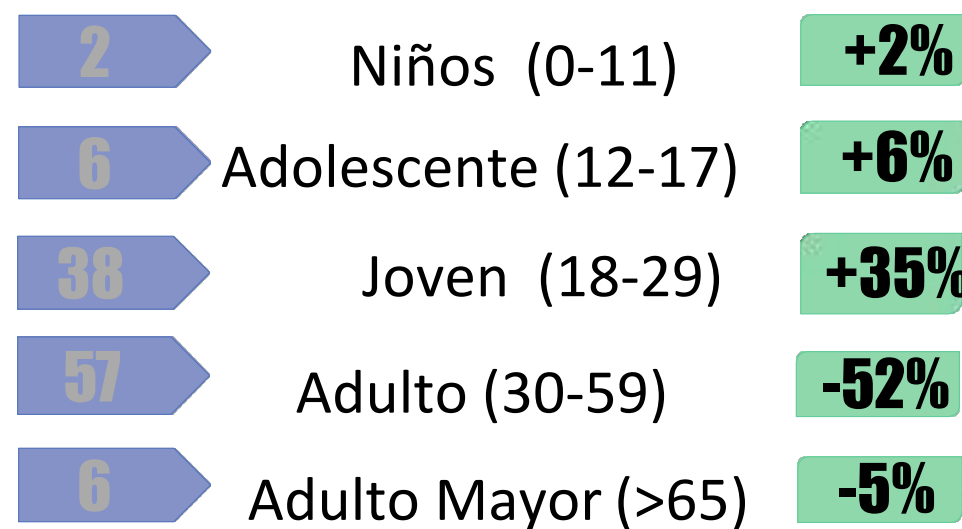 2 Niños (0-11) +2%
6 Adolescente (12-17) +6%
38 Joven (18-29) +35%
57 Adulto (30-59) -52%
6 Adulto Mayor (>65) -5%